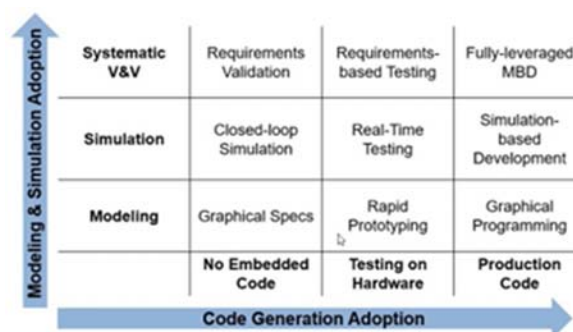 Modeling & Simulation Adoption
Systematic
V&V
Requirements
Validation
Requirements-
based Testing
Fully-leveraged
MBD
Simulation
Closed-loop
Simulation
Real-Time
Testing
Simulation-
based
Development
Modeling
Graphical Specs
Rapid
Prototyping
Graphical
Programming
No Embedded
Code
Testing on
Hardware
Production
Code
Code Generation Adoption